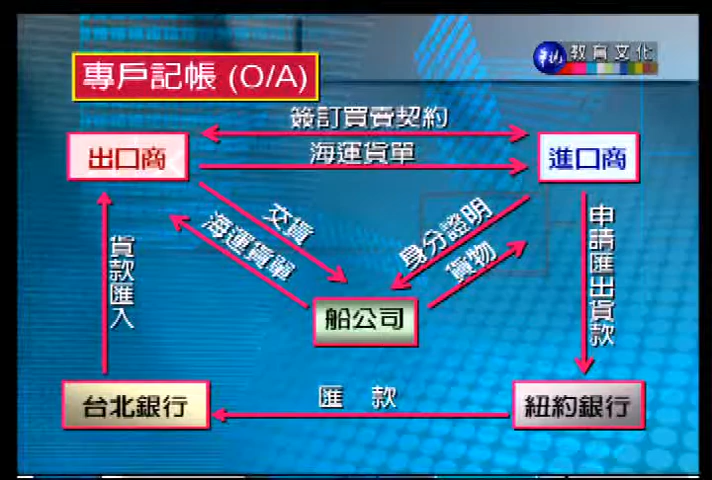 專戶記帳 (O/A)
華視 教育文化
簽訂買賣契約
出口商
海運貨單
進口商
交貨
海運貨單
身分證明
貨物
貨款匯入
申請匯出貨款
船公司
台北銀行
匯 款
紐約銀行